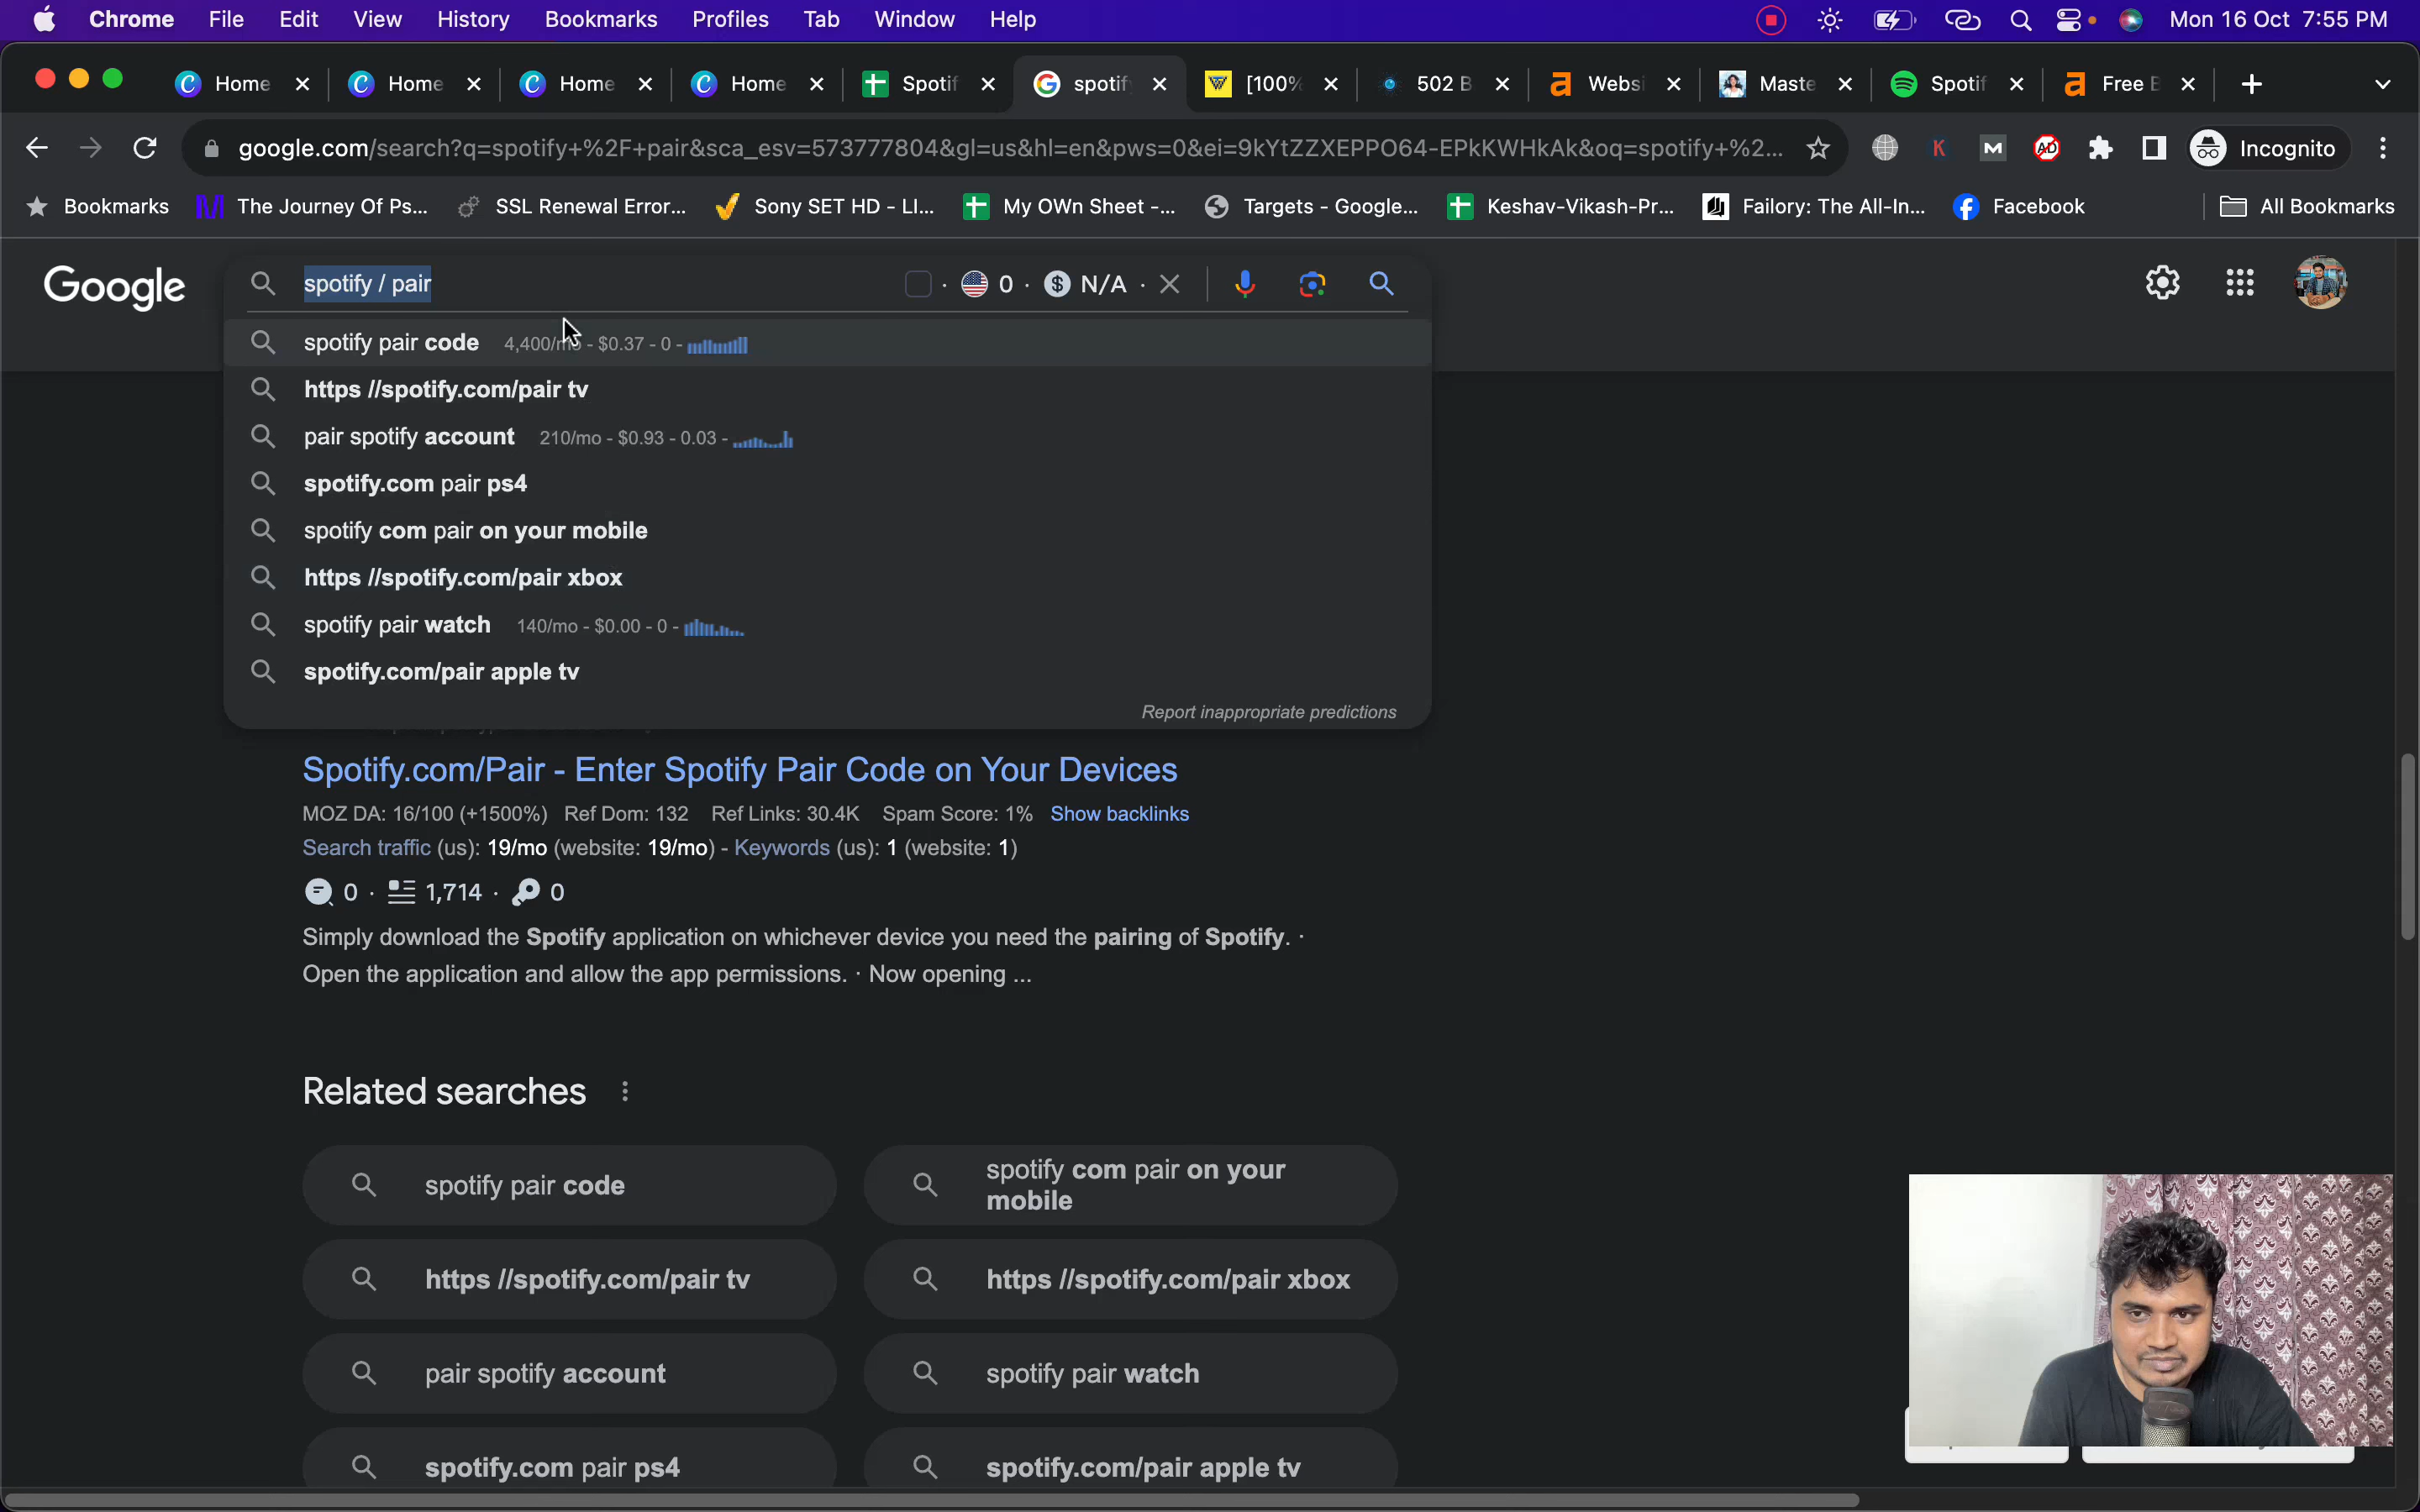 Chrome File Edit View History Bookmarks Profiles Tab Window Help Mon 16 Oct 7:55 PM
Home Home Home Home Spotif spotif [100% 502 B Websi Maste Spotif Free E
google.com/search?q=spotify+%2F+pair&sca_esv=573777804&gl=us&hl=en&pws=0&ei=9kYtZZXEPPO64-EPkKWHkAk&oq=spotify+%2... K M AD Incognito
Bookmarks The Journey Of Ps... SSL Renewal Error... Sony SET HD - LI... My OWn Sheet -... Targets - Google... Keshav-Vikash-Pr... Failory: The All-In... Facebook All Bookmarks
Google spotify / pair · 0 · $ N/A ·
spotify pair code 4,400/mo - $0.37 - 0 -
https //spotify.com/pair tv
pair spotify account 210/mo - $0.93 - 0.03 -
spotify.com pair ps4
spotify com pair on your mobile
https //spotify.com/pair xbox
spotify pair watch 140/mo - $0.00 - 0 -
spotify.com/pair apple tv
Report inappropriate predictions
Spotify.com/Pair - Enter Spotify Pair Code on Your Devices
MOZ DA: 16/100 (+1500%) Ref Dom: 132 Ref Links: 30.4K Spam Score: 1% Show backlinks
Search traffic (us): 19/mo (website: 19/mo) - Keywords (us): 1 (website: 1)
0 · 1,714 · 0
Simply download the Spotify application on whichever device you need the pairing of Spotify. ·
Open the application and allow the app permissions. · Now opening ...
Related searches
spotify pair code
spotify com pair on your
mobile
https //spotify.com/pair tv
https //spotify.com/pair xbox
pair spotify account
spotify pair watch
spotify.com pair ps4
spotify.com/pair apple tv